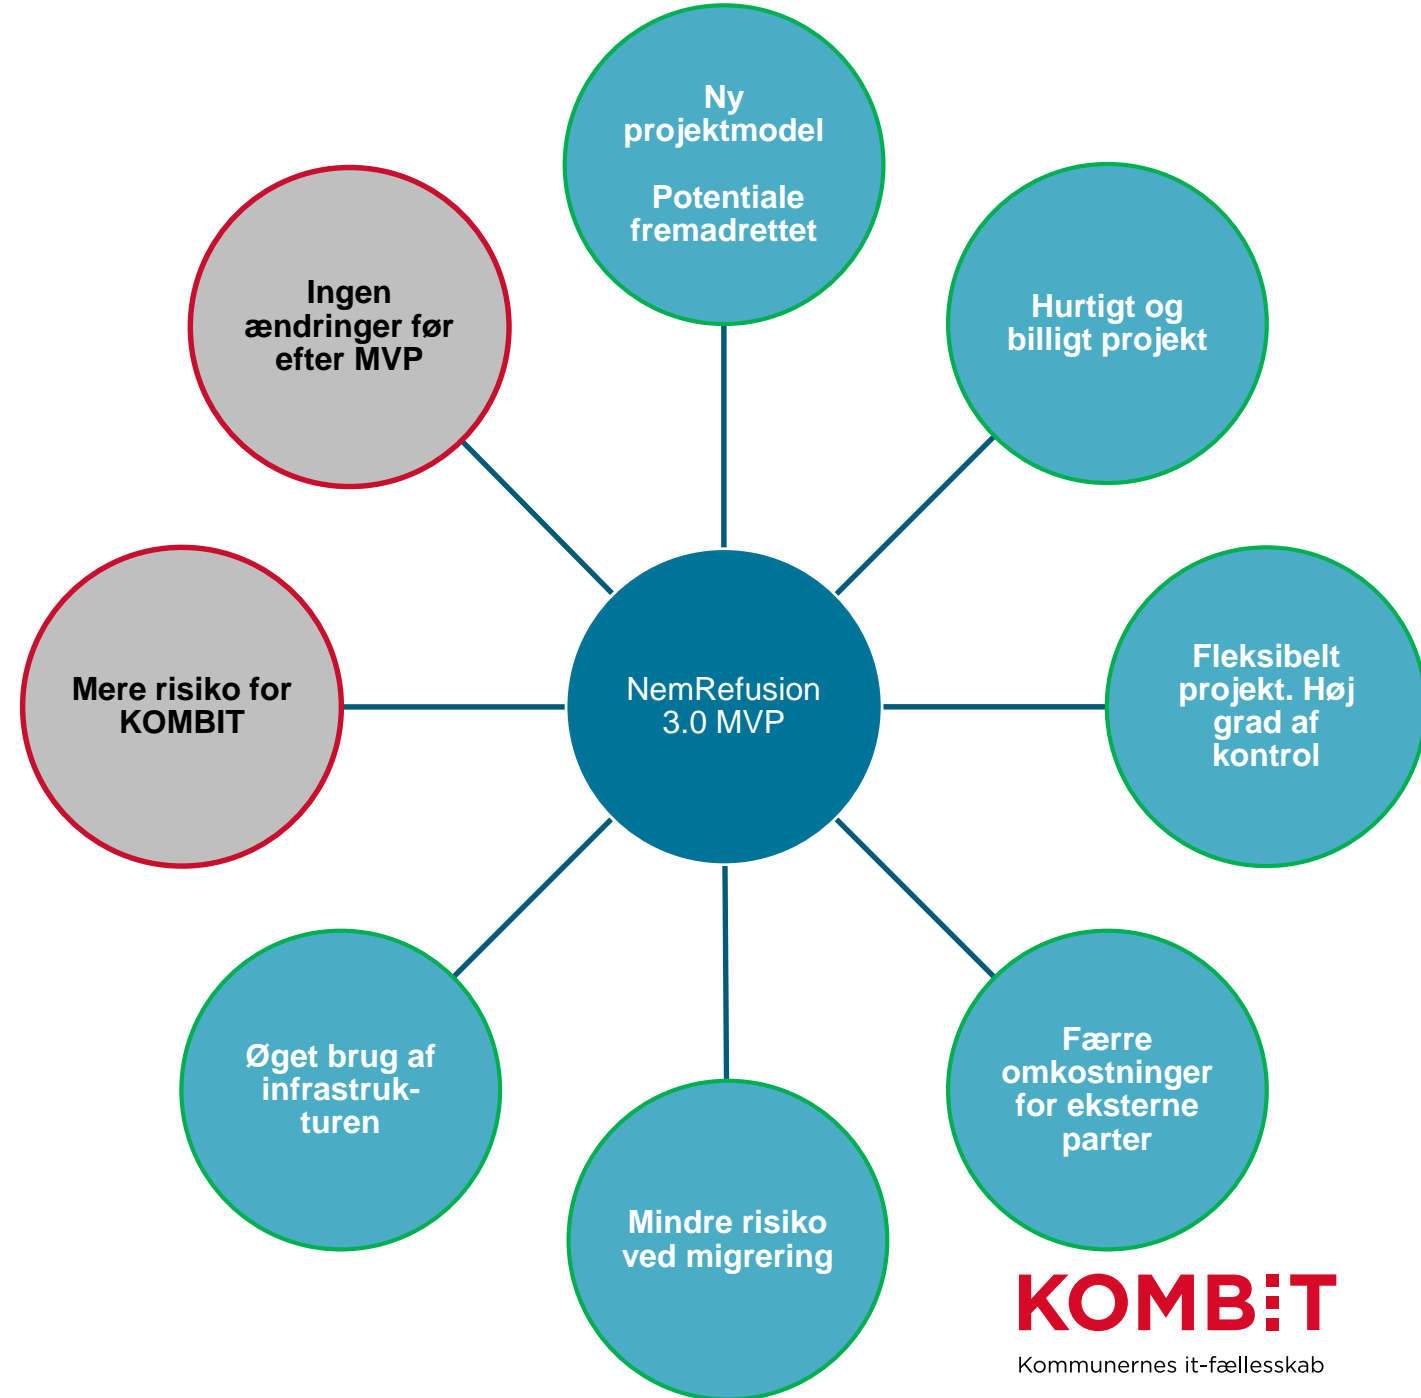 Ny
projektmodel
Potentiale
fremadrettet
Hurtigt og
billigt projekt
Fleksibelt
projekt. Høj
grad af
kontrol
Færre
omkostninger
for eksterne
parter
Mindre risiko
ved migrering
Øget brug af
infrastruk-
turen
Mere risiko for
KOMBIT
Ingen
ændringer før
efter MVP
NemRefusion
3.0 MVP
KOMBIT
Kommunernes it-fællesskab